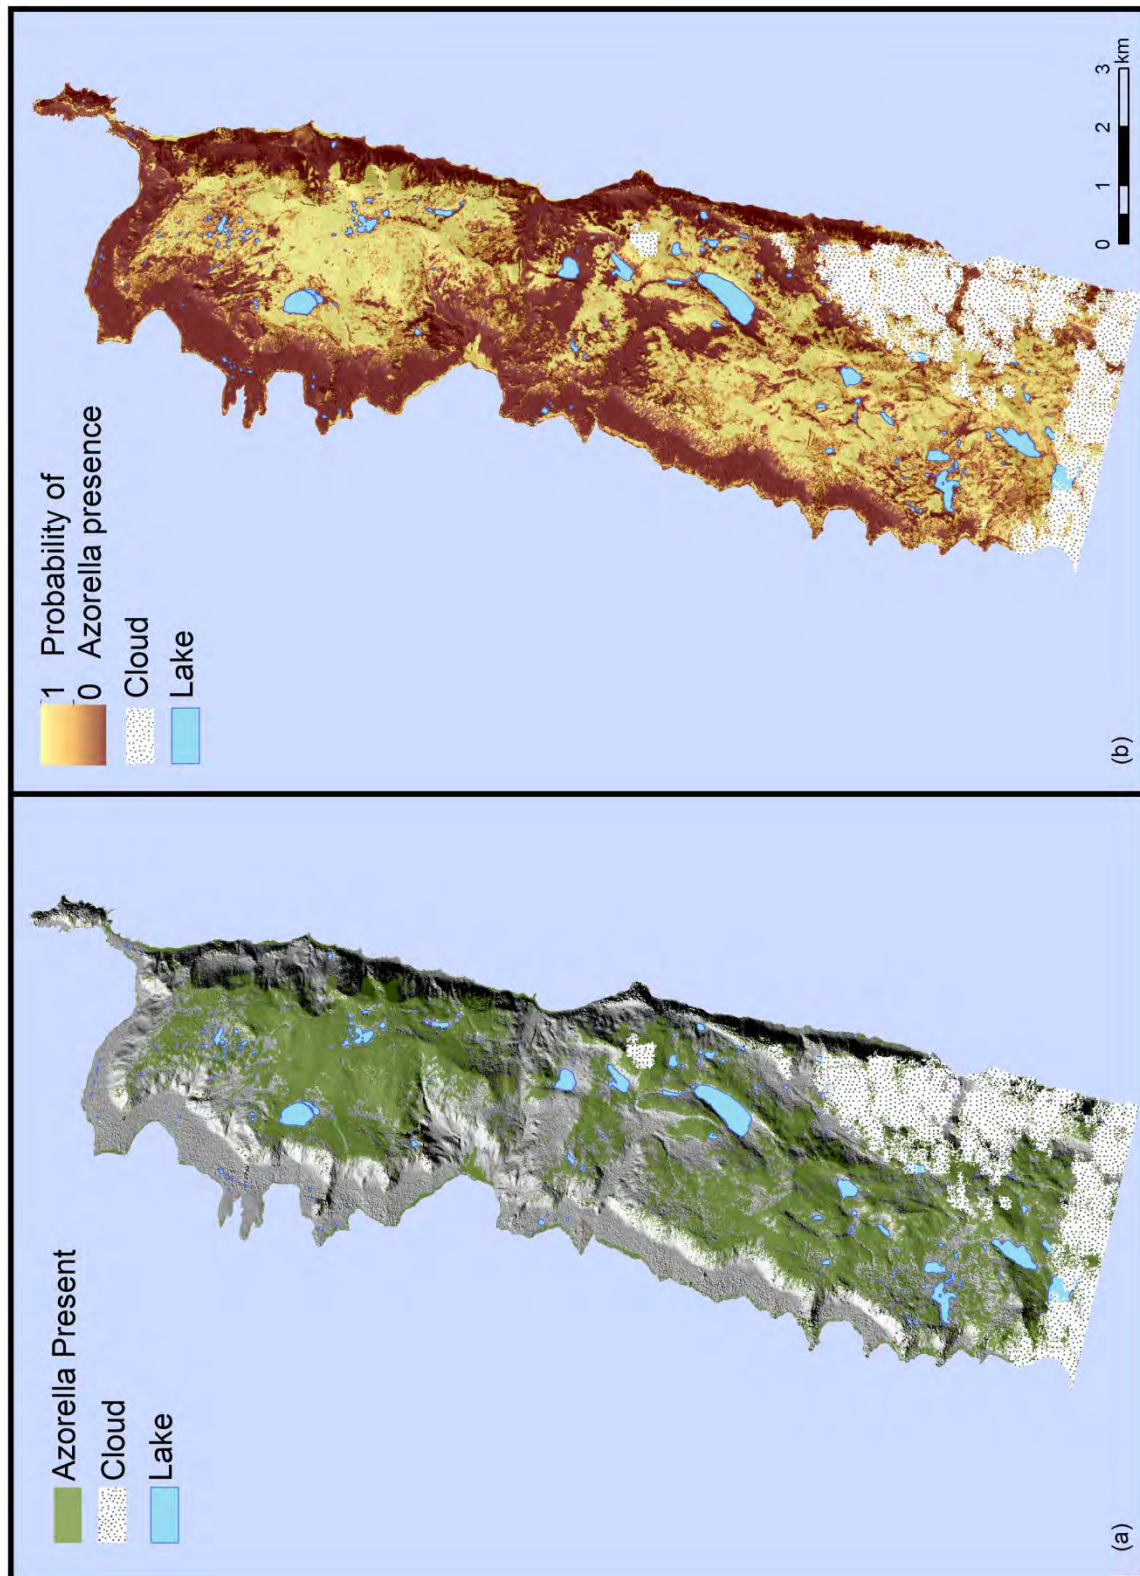 Azorella Present
Cloud
Lake
(a)
1 Probability of
0 Azorella presence
Cloud
Lake
(b)
0 1 2 3
km